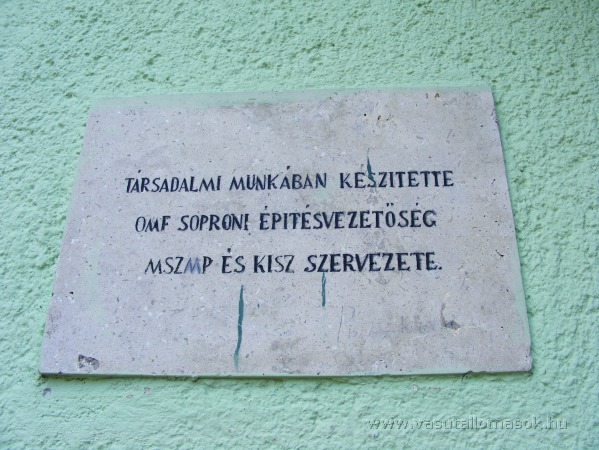 TÁRSADALMI MUNKÁBAN KÉSZITETTE
OMF SOPRONI ÉPITÉSVEZETŐSÉG
MSZMP ÉS KISZ SZERVEZETE.
© www.vasutallomasok.hu